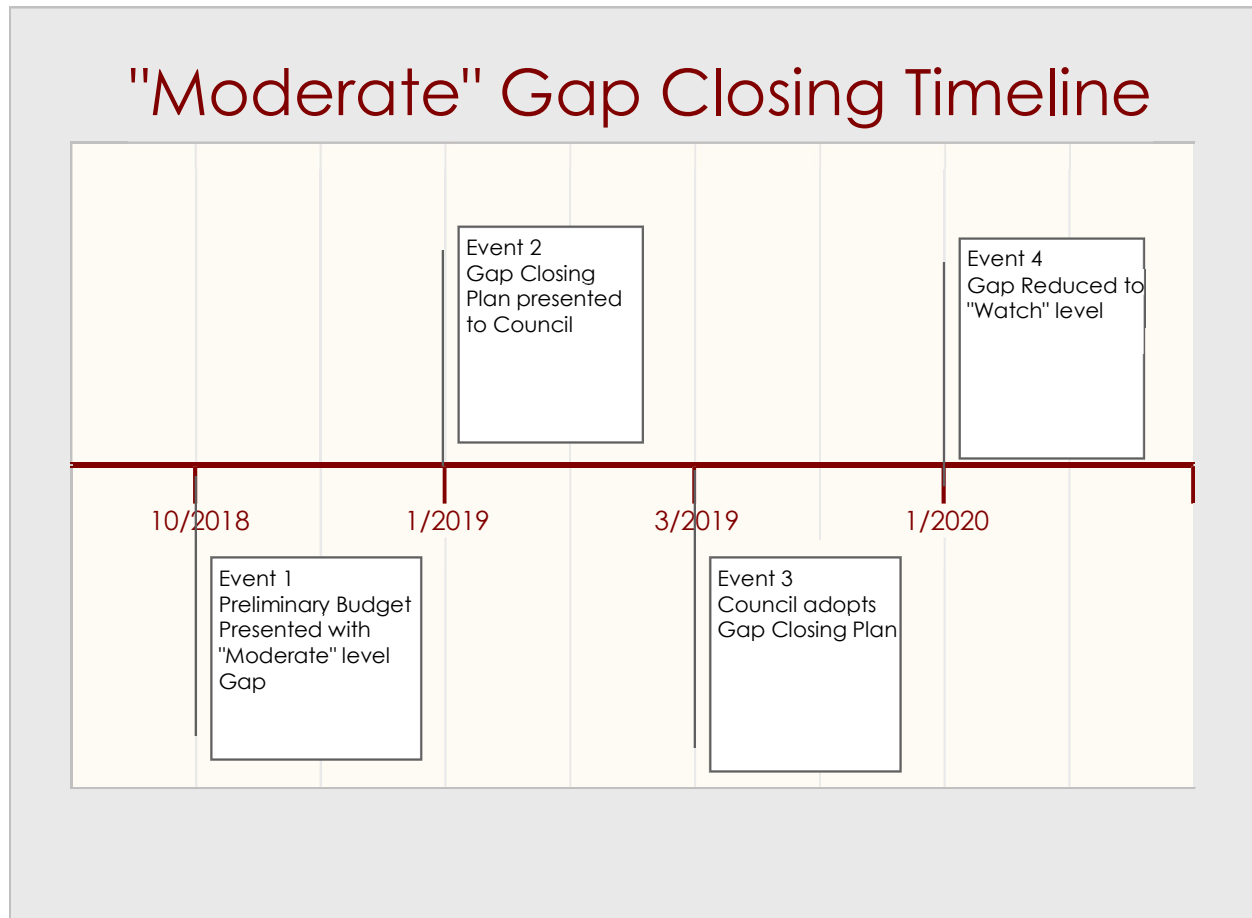 "Moderate" Gap Closing Timeline
Event 2
Gap Closing
Plan presented
to Council
Event 4
Gap Reduced to
"Watch" level
10/2018
1/2019
3/2019
1/2020
Event 1
Preliminary Budget
Presented with
"Moderate" level
Gap
Event 3
Council adopts
Gap Closing Plan